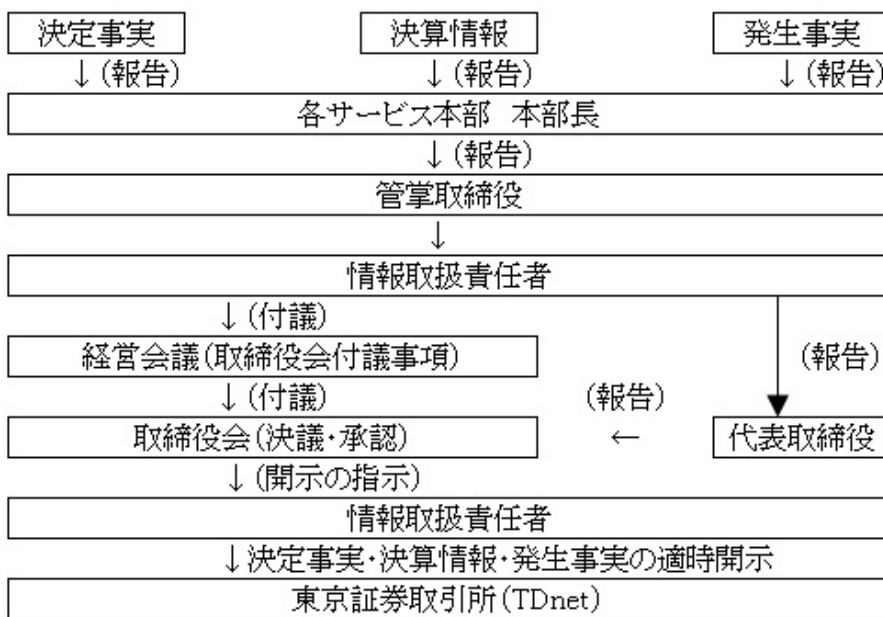 決定事実 決算情報 発生事実
↓(報告) ↓(報告) ↓(報告)
各サービス本部 本部長
↓(報告)
管掌取締役
↓
情報取扱責任者
↓(付議)
経営会議(取締役会付議事項) (報告)
↓(付議) (報告)
取締役会(決議・承認) ← 代表取締役
↓(開示の指示)
情報取扱責任者
↓決定事実・決算情報・発生事実の適時開示
東京証券取引所(TDnet)